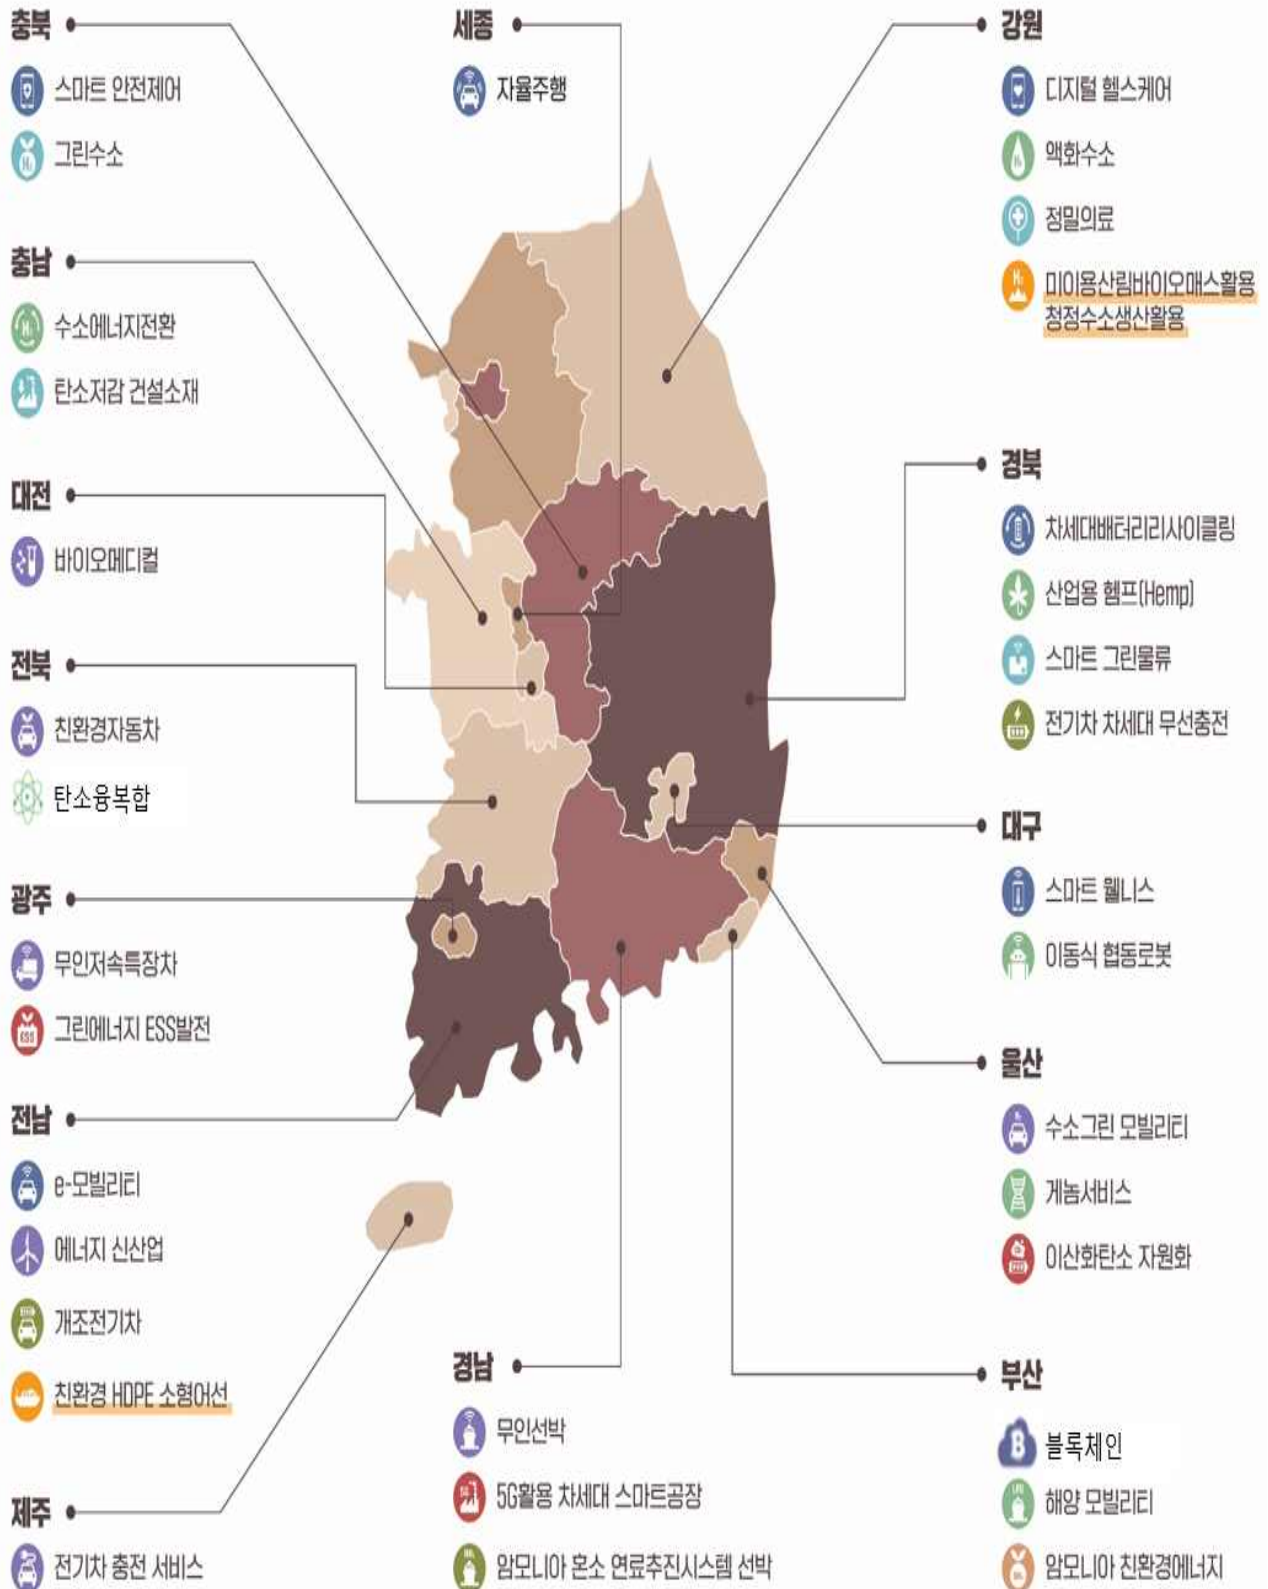 충북
스마트 안전제어
그린수소
충남
수소에너지전환
탄소저감 건설소재
대전
바이오메디컬
전북
친환경자동차
탄소융복합
광주
무인저속특장차
그린에너지 ESS발전
ESS
전남
e-모빌리티
에너지 신산업
개조전기차
친환경 HDPE 소형어선
제주
전기차 충전 서비스
세종
자율주행
경남
무인선박
5G활용 차세대 스마트공장
암모니아 혼소 연료추진시스템 선박
강원
디지털 헬스케어
액화수소
정밀의료
미이용산림바이오매스활용
청정수소생산활용
경북
차세대배터리리사이클링
산업용 헴프(Hemp)
스마트 그린물류
전기차 차세대 무선충전
대구
스마트 웰니스
이동식 협동로봇
울산
수소그린 모빌리티
게놈서비스
이산화탄소 자원화
부산
B
블록체인
해양 모빌리티
암모니아 친환경에너지